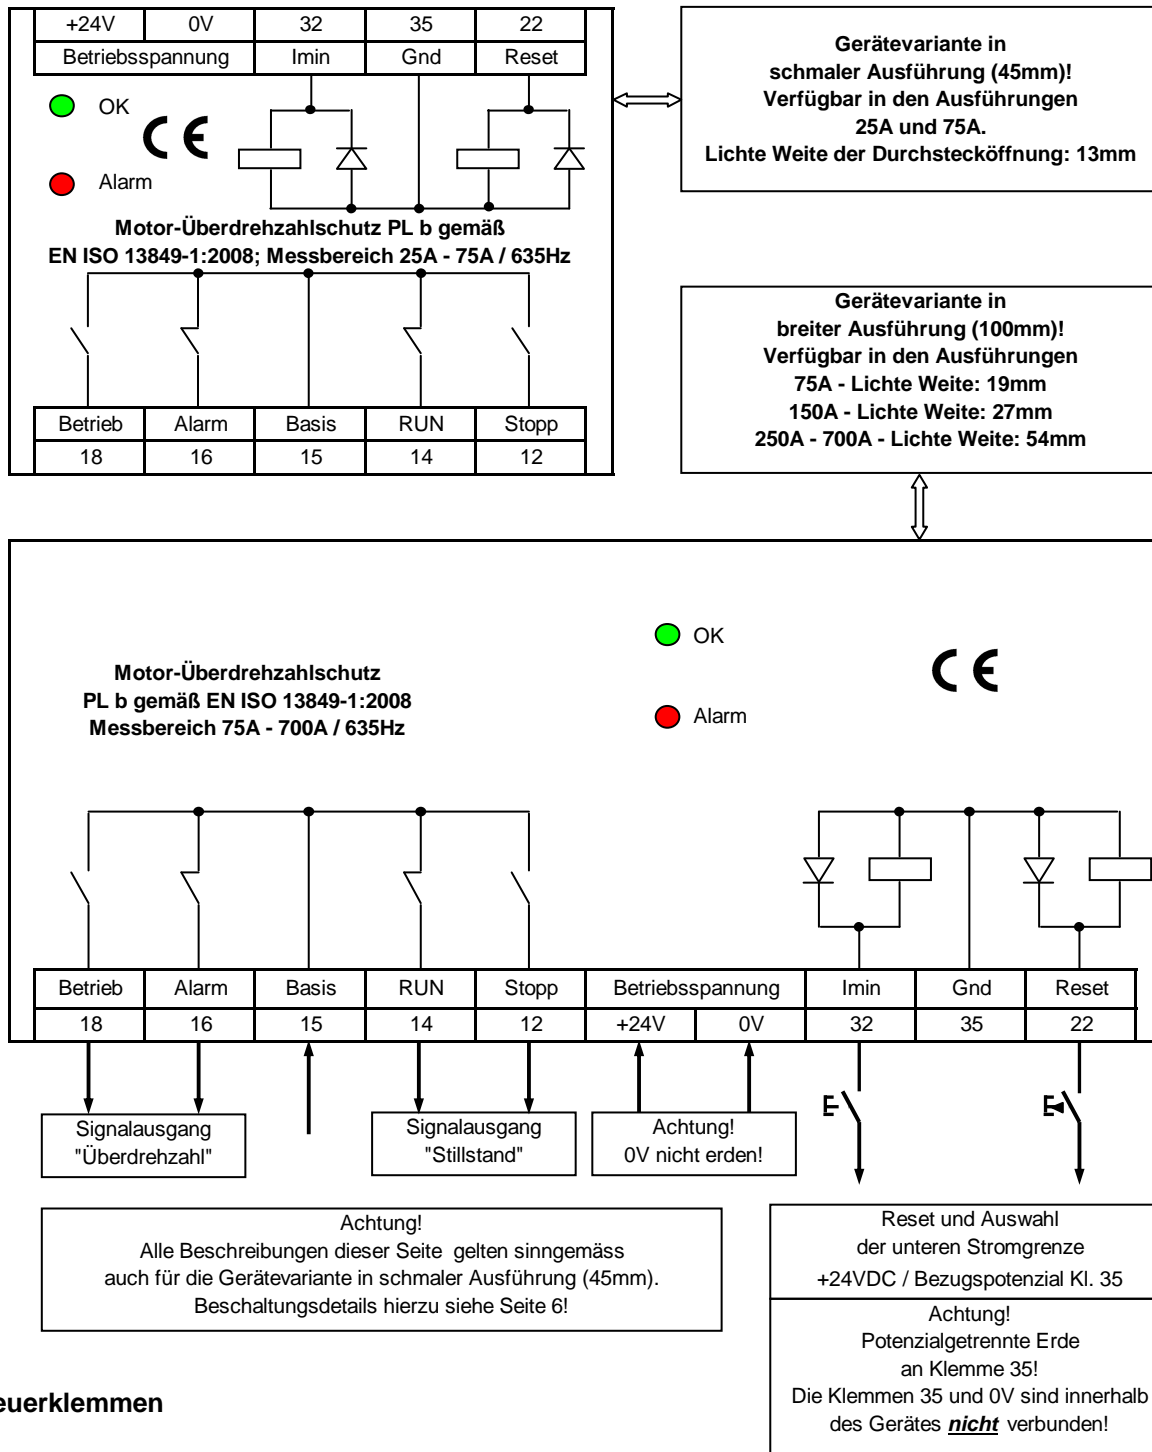 +24V 0V 32 35 22
Betriebsspannung Imin Gnd Reset
OK
CE
Alarm
Motor-Überdrehzahlschutz PL b gemäß
EN ISO 13849-1:2008; Messbereich 25A - 75A / 635Hz
Betrieb Alarm Basis RUN Stopp
18 16 15 14 12
Gerätevariante in
schmaler Ausführung (45mm)!
Verfügbar in den Ausführungen
25A und 75A.
Lichte Weite der Durchstecköffnung: 13mm
Gerätevariante in
breiter Ausführung (100mm)!
Verfügbar in den Ausführungen
75A - Lichte Weite: 19mm
150A - Lichte Weite: 27mm
250A - 700A - Lichte Weite: 54mm
Motor-Überdrehzahlschutz
PL b gemäß EN ISO 13849-1:2008
Messbereich 75A - 700A / 635Hz
OK
Alarm
CE
Betrieb Alarm Basis RUN Stopp Betriebsspannung Imin Gnd Reset
18 16 15 14 12 +24V 0V 32 35 22
Signalausgang
"Überdrehzahl"
Signalausgang
"Stillstand"
Achtung!
0V nicht erden!
Achtung!
Alle Beschreibungen dieser Seite gelten sinngemäss
auch für die Gerätevariante in schmaler Ausführung (45mm).
Beschaltungsdetails hierzu siehe Seite 6!
Reset und Auswahl
der unteren Stromgrenze
+24VDC / Bezugspotenzial Kl. 35
Achtung!
Potenzialgetrennte Erde
an Klemme 35!
Die Klemmen 35 und 0V sind innerhalb
des Gerätes nicht verbunden!
euerklemmen